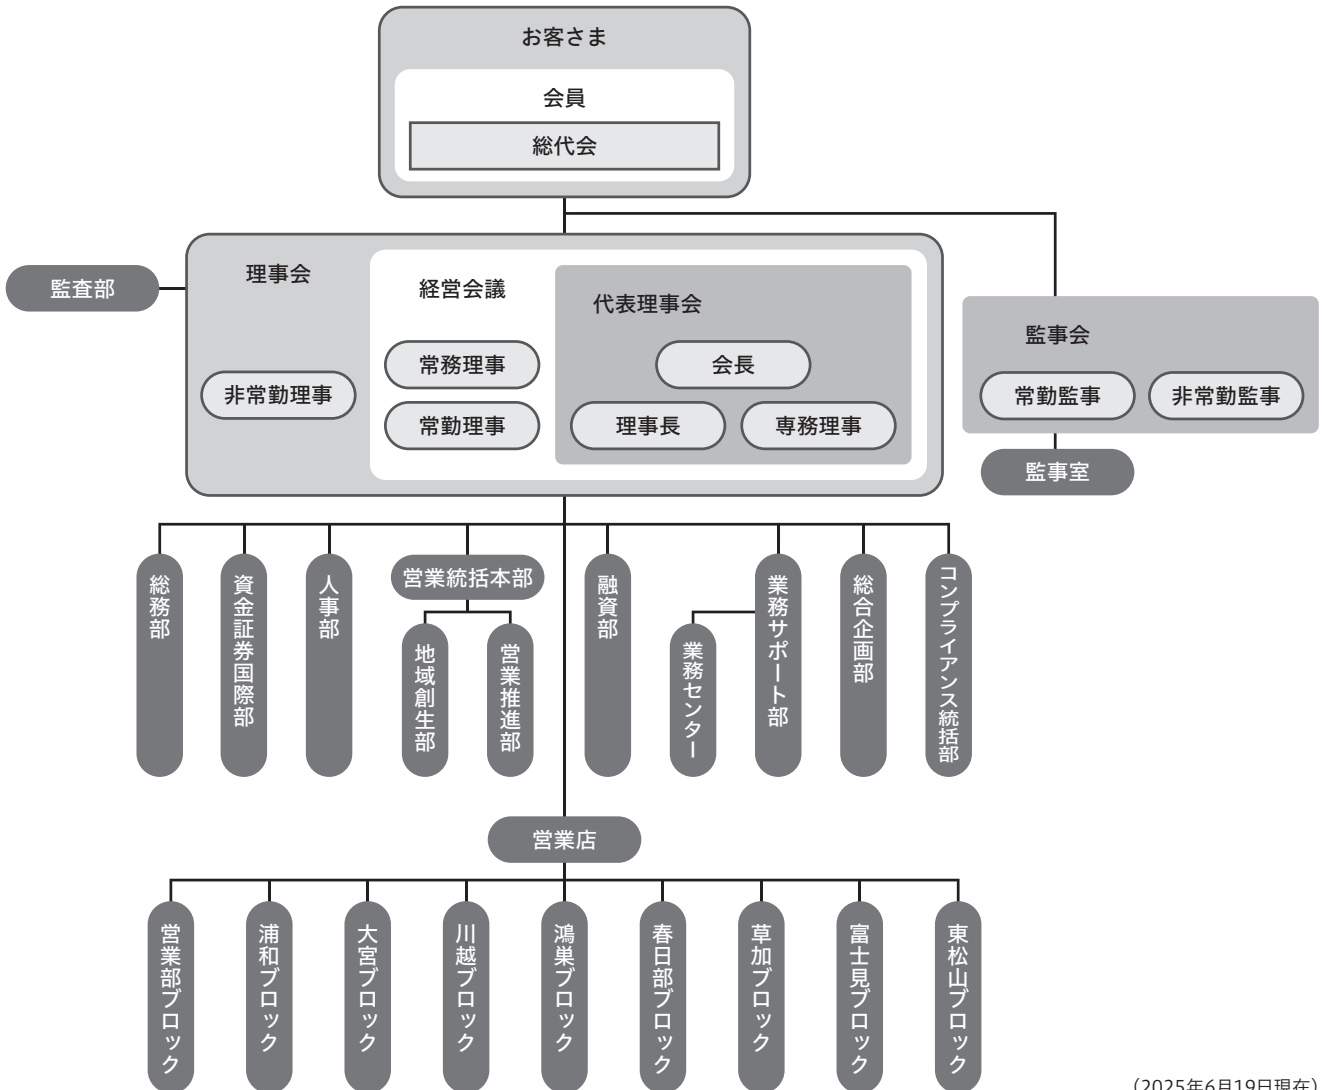 お客さま
会員
総代会
監査部
理事会
非常勤理事
経営会議
常務理事
常勤理事
代表理事会
会長
理事長
専務理事
監事会
常勤監事
非常勤監事
監事室
総務部
資金証券国際部
人事部
営業統括本部
地域創生部
営業推進部
融資部
業務センター
業務サポート部
総合企画部
コンプライアンス統括部
営業店
営業部ブロック
浦和ブロック
大宮ブロック
川越ブロック
鴻巣ブロック
春日部ブロック
草加ブロック
富士見ブロック
東松山ブロック
(2025年6月19日現在)